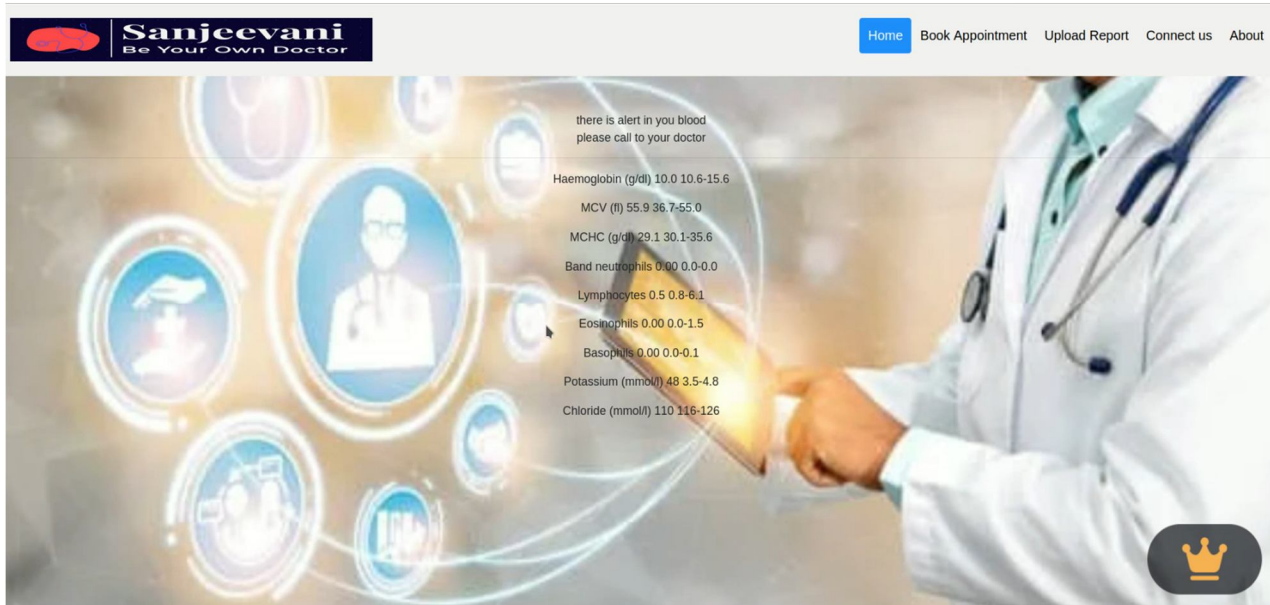 Sanjeevani
Be Your Own Doctor
Home Book Appointment Upload Report Connect us About
there is alert in you blood
please call to your doctor
Haemoglobin (g/dl) 10.0 10.6-15.6
MCV (fl) 55.9 36.7-55.0
MCHC (g/dl) 29.1 30.1-35.6
Band neutrophils 0.00 0.0-0.0
Lymphocytes 0.5 0.8-6.1
Eosinophils 0.00 0.0-1.5
Basophils 0.00 0.0-0.1
Potassium (mmol/l) 48 3.5-4.8
Chloride (mmol/l) 110 116-126